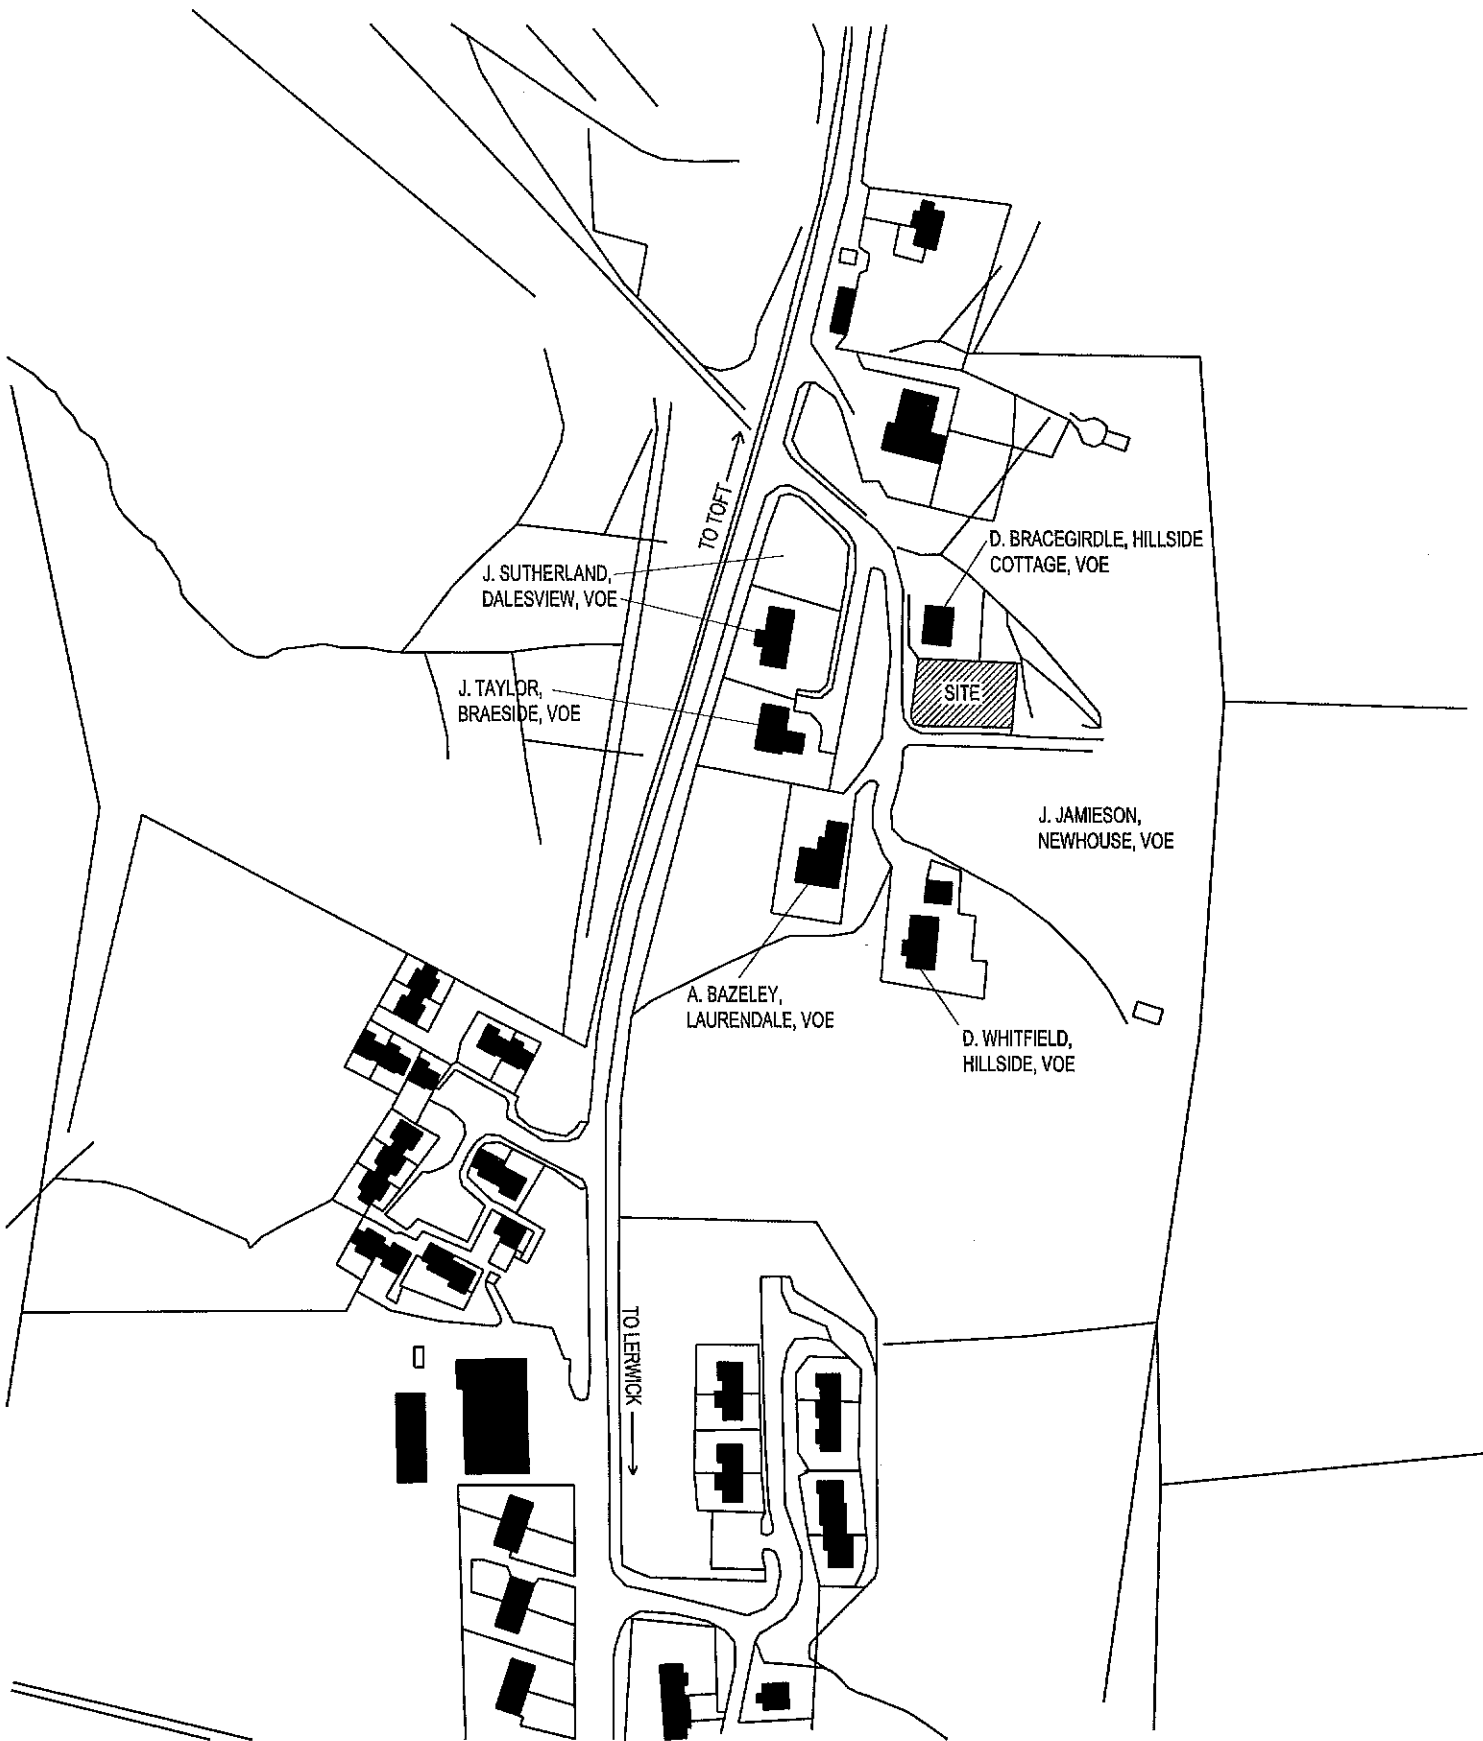 TO TOFT
D. BRACEGIRDLE, HILLSIDE
COTTAGE, VOE
J. SUTHERLAND,
DALESVIEW, VOE
SITE
J. TAYLOR,
BRAESIDE, VOE
J. JAMIESON,
NEWHOUSE, VOE
A. BAZELEY,
LAURENDALE, VOE
D. WHITFIELD,
HILLSIDE, VOE
TO LERWICK